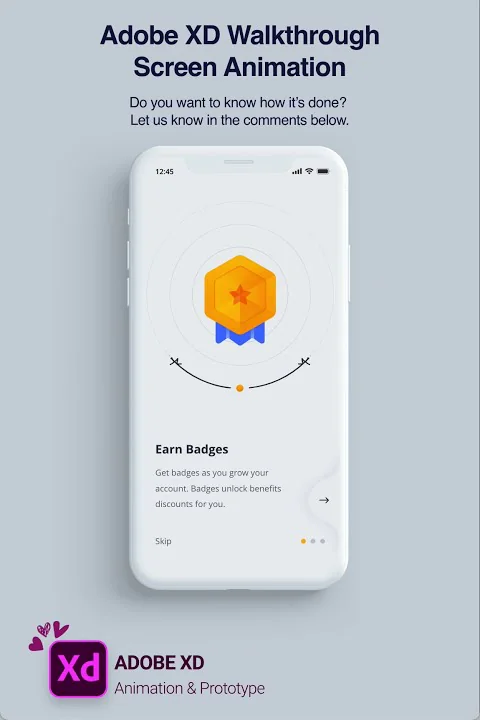 Adobe XD Walkthrough
Screen Animation
Do you want to know how it's done?
Let us know in the comments below.
12:45
Earn Badges
Get badges as you grow your
account. Badges unlock benefits
discounts for you.
Skip
Xd
ADOBE XD
Animation & Prototype